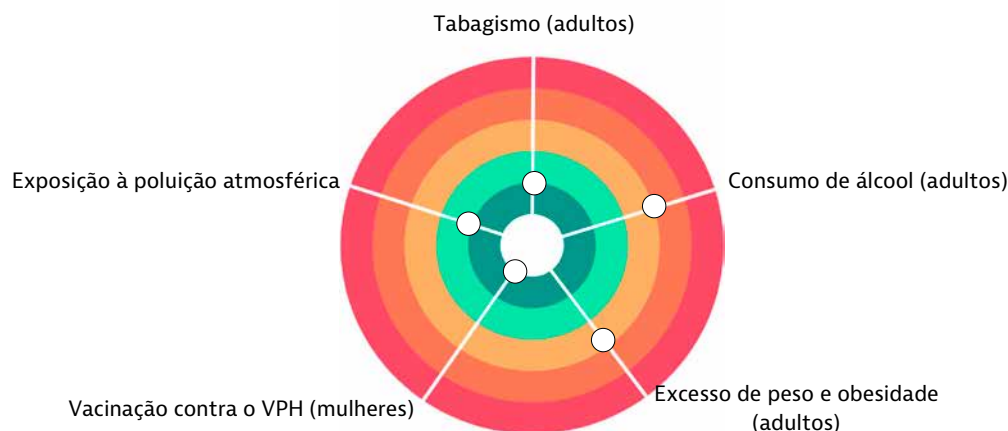 Tabagismo (adultos)
Exposição à poluição atmosférica
Consumo de álcool (adultos)
Vacinação contra o VPH (mulheres)
Excesso de peso e obesidade
(adultos)